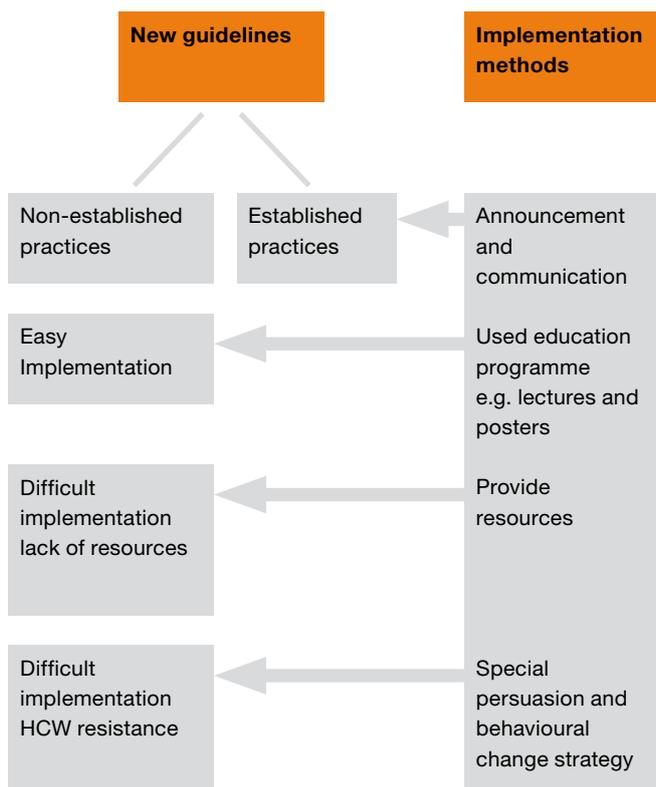 New guidelines
Implementation
methods
Non-established
practices
Established
practices
Announcement
and
communication
Easy
Implementation
Used education
programme
e.g. lectures and
posters
Difficult
implementation
lack of resources
Provide
resources
Difficult
implementation
HCW resistance
Special
persuasion and
behavioural
change strategy